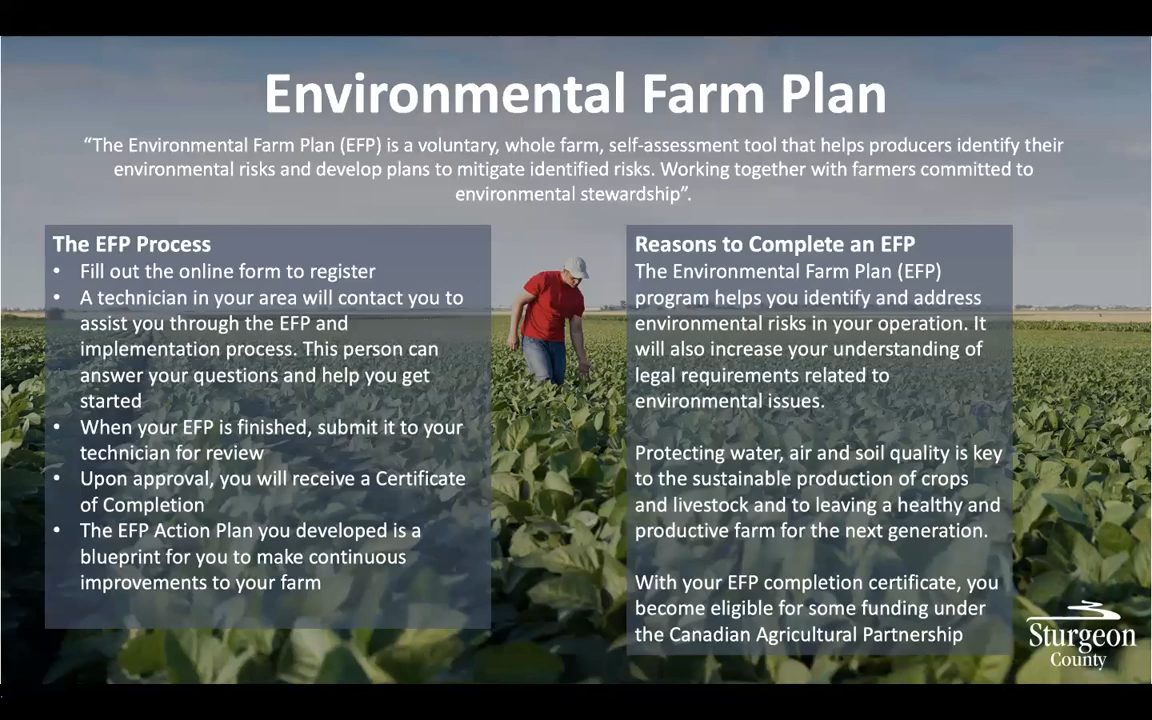 Environmental Farm Plan
“The Environmental Farm Plan (EFP) is a voluntary, whole farm, self-assessment tool that helps producers identify their
environmental risks and develop plans to mitigate identified risks. Working together with farmers committed to
environmental stewardship”.
The EFP Process
• Fill out the online form to register
• A technician in your area will contact you to
assist you through the EFP and
implementation process. This person can
answer your questions and help you get
started
• When your EFP is finished, submit it to your
technician for review
• Upon approval, you will receive a Certificate
of Completion
• The EFP Action Plan you developed is a
blueprint for you to make continuous
improvements to your farm
Reasons to Complete an EFP
The Environmental Farm Plan (EFP)
program helps you identify and address
environmental risks in your operation. It
will also increase your understanding of
legal requirements related to
environmental issues.
Protecting water, air and soil quality is key
to the sustainable production of crops
and livestock and to leaving a healthy and
productive farm for the next generation.
With your EFP completion certificate, you
become eligible for some funding under
the Canadian Agricultural Partnership
Sturgeon
County